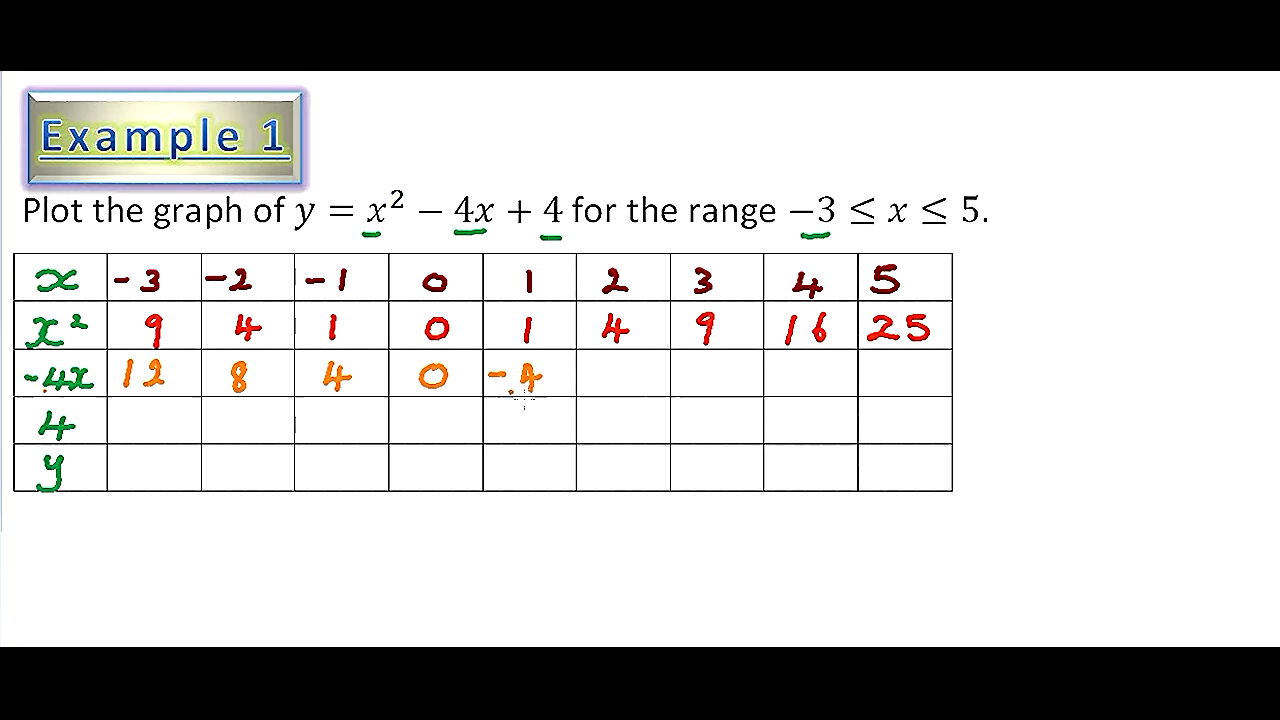 Example 1
Plot the graph of y = x² − 4x + 4 for the range −3 ≤ x ≤ 5.
x -3 -2 -1 0 1 2 3 4 5
x² 9 4 1 0 1 4 9 16 25
-4x 12 8 4 0 -4
4
y